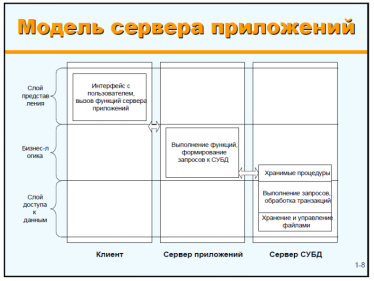 Модель сервера приложений
Слой
представ
ления
Интерфейс с
пользователем,
вызов функций сервера
приложений
Бизнес-л
огика
Выполнение функций,
формирование
запросов к СУБД
Слой
доступа
к
данным
Хранимые процедуры
Выполнение запросов,
обработка транзакций
Хранение и управление
файлами
Клиент
Сервер приложений
Сервер СУБД
1-8